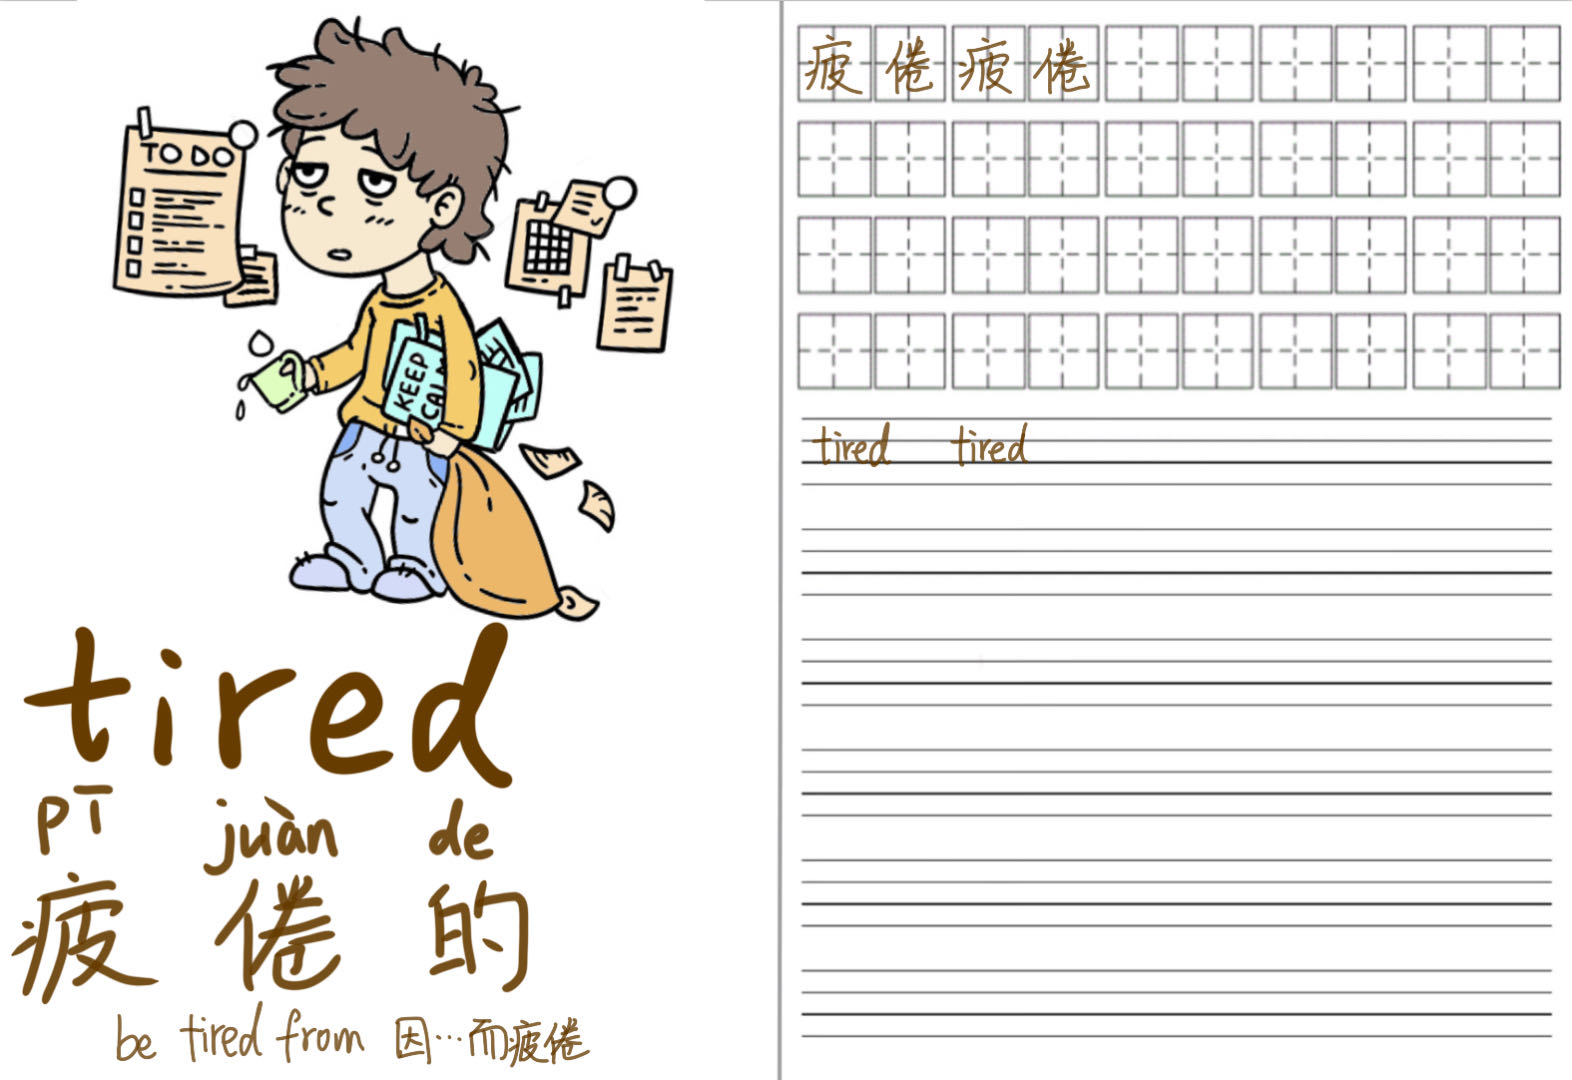 TO DO
KEEP
CALM
tired
pī juàn de
疲倦的
be tired from 因…而疲倦
疲倦疲倦
tired tired